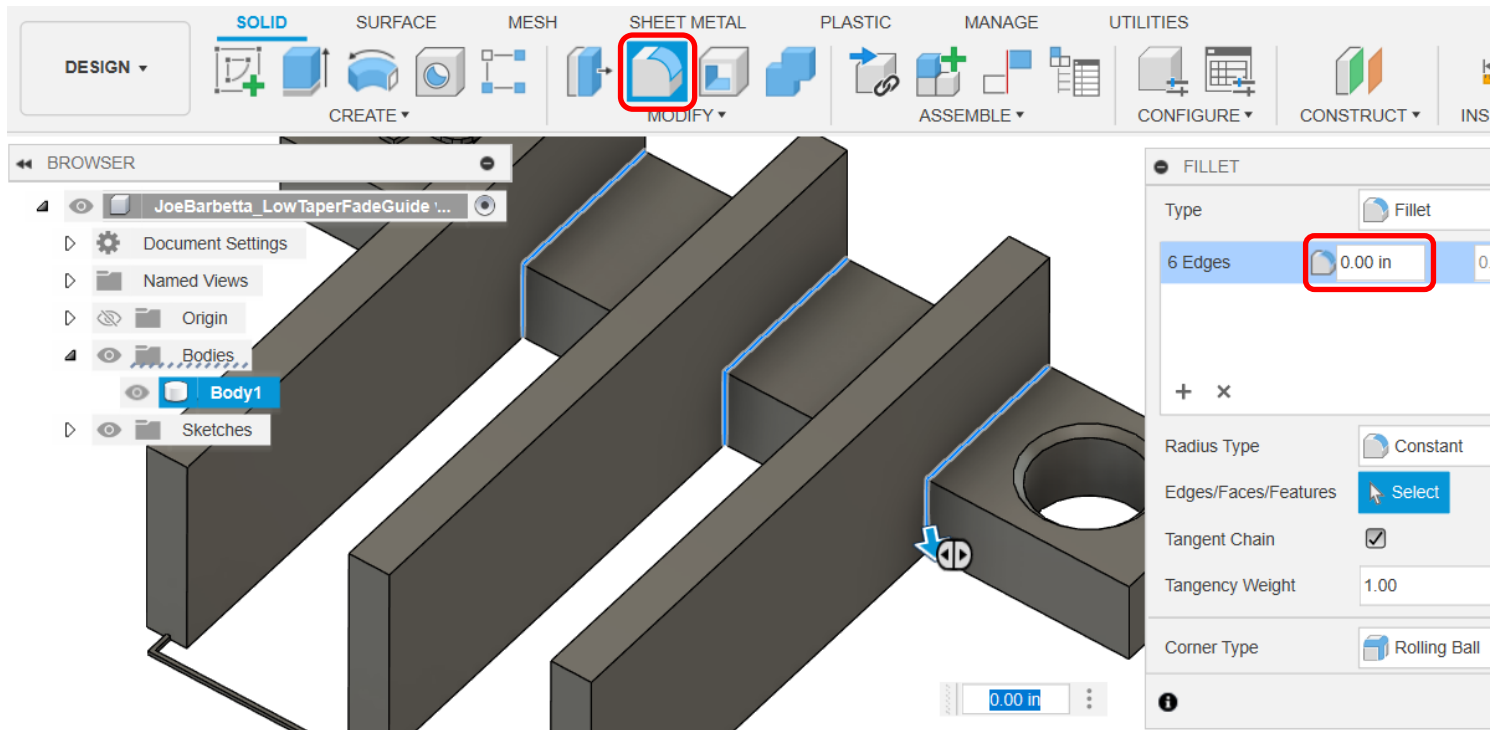 SOLID SURFACE MESH SHEET METAL PLASTIC MANAGE UTILITIES
DESIGN
CREATE MODIFY ASSEMBLE CONFIGURE CONSTRUCT INS
BROWSER
FILLET
JoeBarbetta_LowTaperFadeGuide
Type Fillet
Document Settings
6 Edges 0.00 in 0.
Named Views
Origin
Bodies
Body1
Sketches
Radius Type Constant
Edges/Faces/Features Select
Tangent Chain
Tangency Weight 1.00
Corner Type Rolling Ball
0.00 in